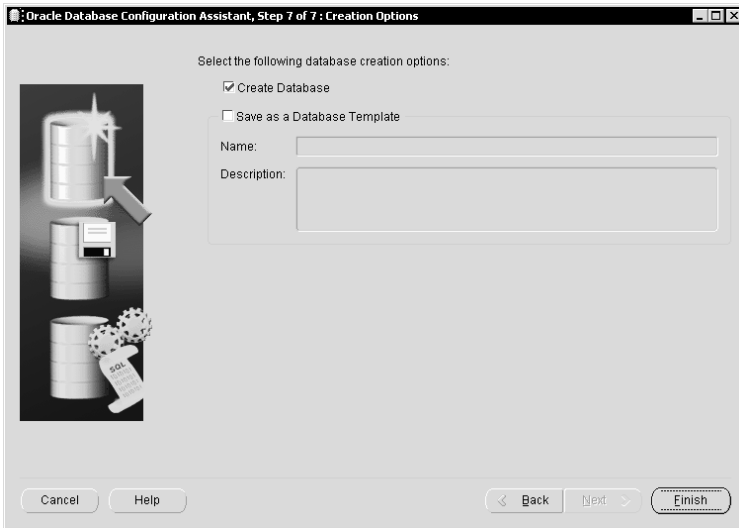 Oracle Database Configuration Assistant, Step 7 of 7 : Creation Options
Select the following database creation options:
Create Database
Save as a Database Template
Name:
Description:
SQL
Cancel
Help
Back
Next
Finish